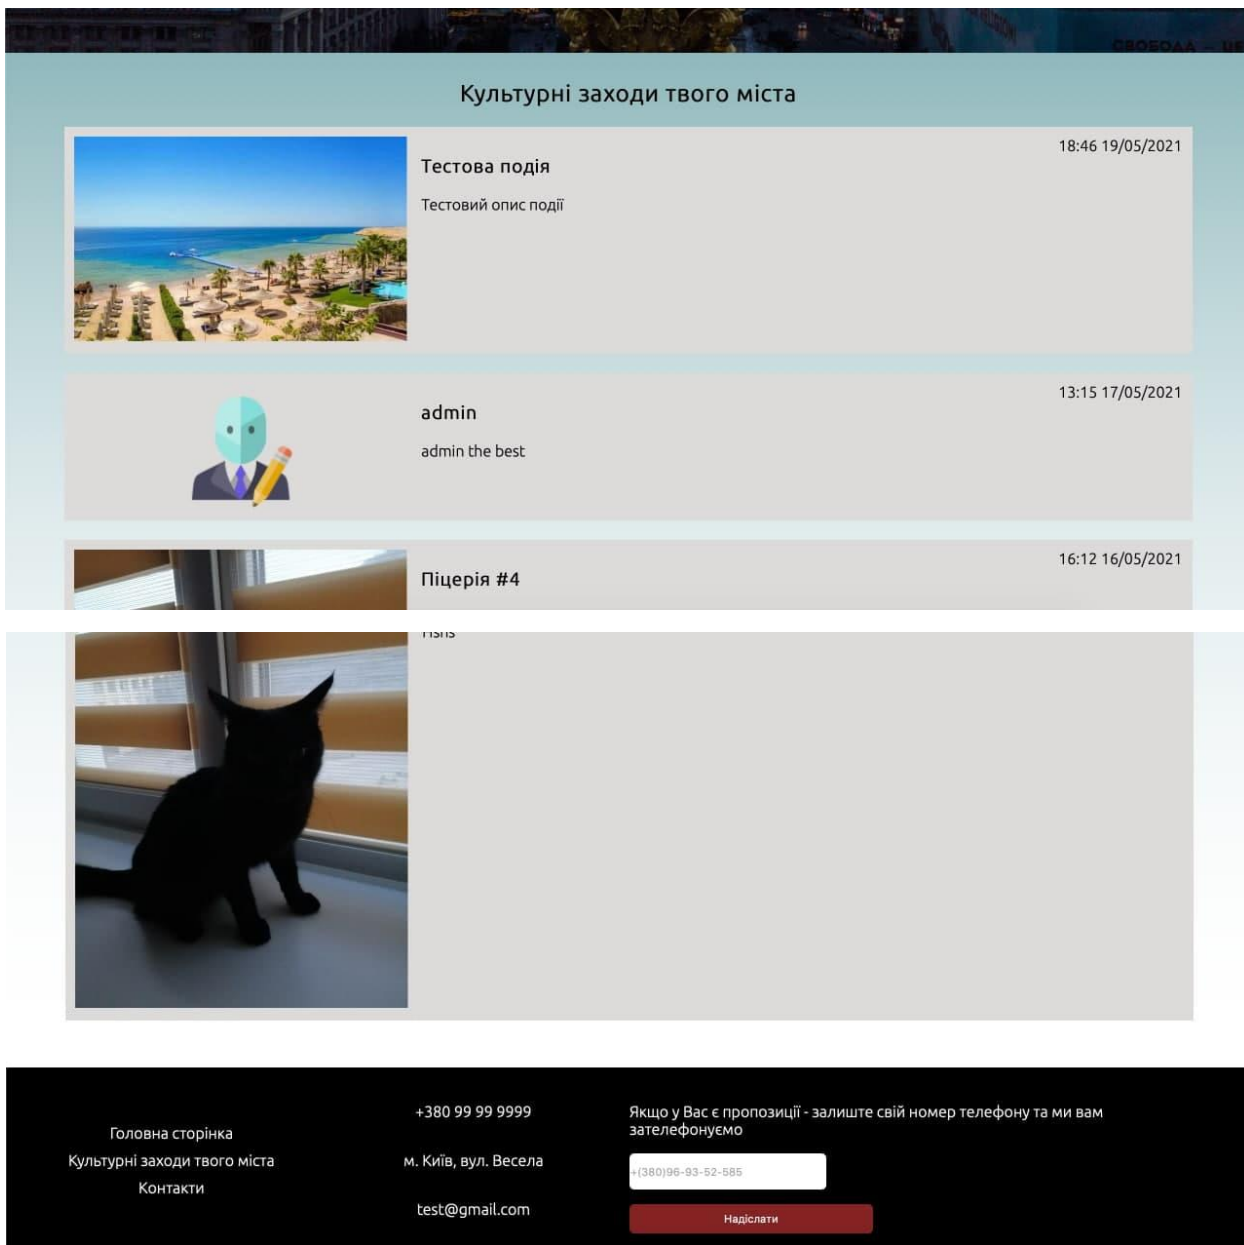 СВОБОДА — ЦЕ
Культурні заходи твого міста
18:46 19/05/2021
Тестова подія
Тестовий опис події
13:15 17/05/2021
admin
admin the best
16:12 16/05/2021
Піцерія #4
+380 99 99 9999
Якщо у Вас є пропозиції - залиште свій номер телефону та ми вам
зателефонуємо
Головна сторінка
Культурні заходи твого міста
м. Київ, вул. Весела
+(380)96-93-52-585
Контакти
test@gmail.com
Надіслати